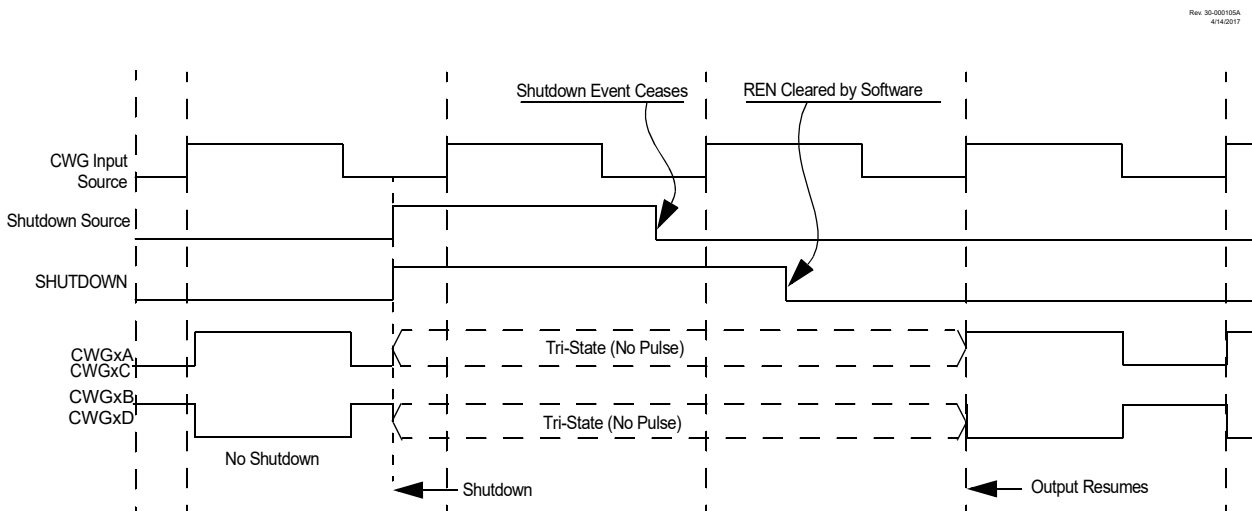 Rev. 30-000105A
4/14/2017
Shutdown Event Ceases
REN Cleared by Software
CWG Input
Source
Shutdown Source
SHUTDOWN
CWGxA
CWGxC
Tri-State (No Pulse)
CWGxB
CWGxD
Tri-State (No Pulse)
No Shutdown
Shutdown
Output Resumes